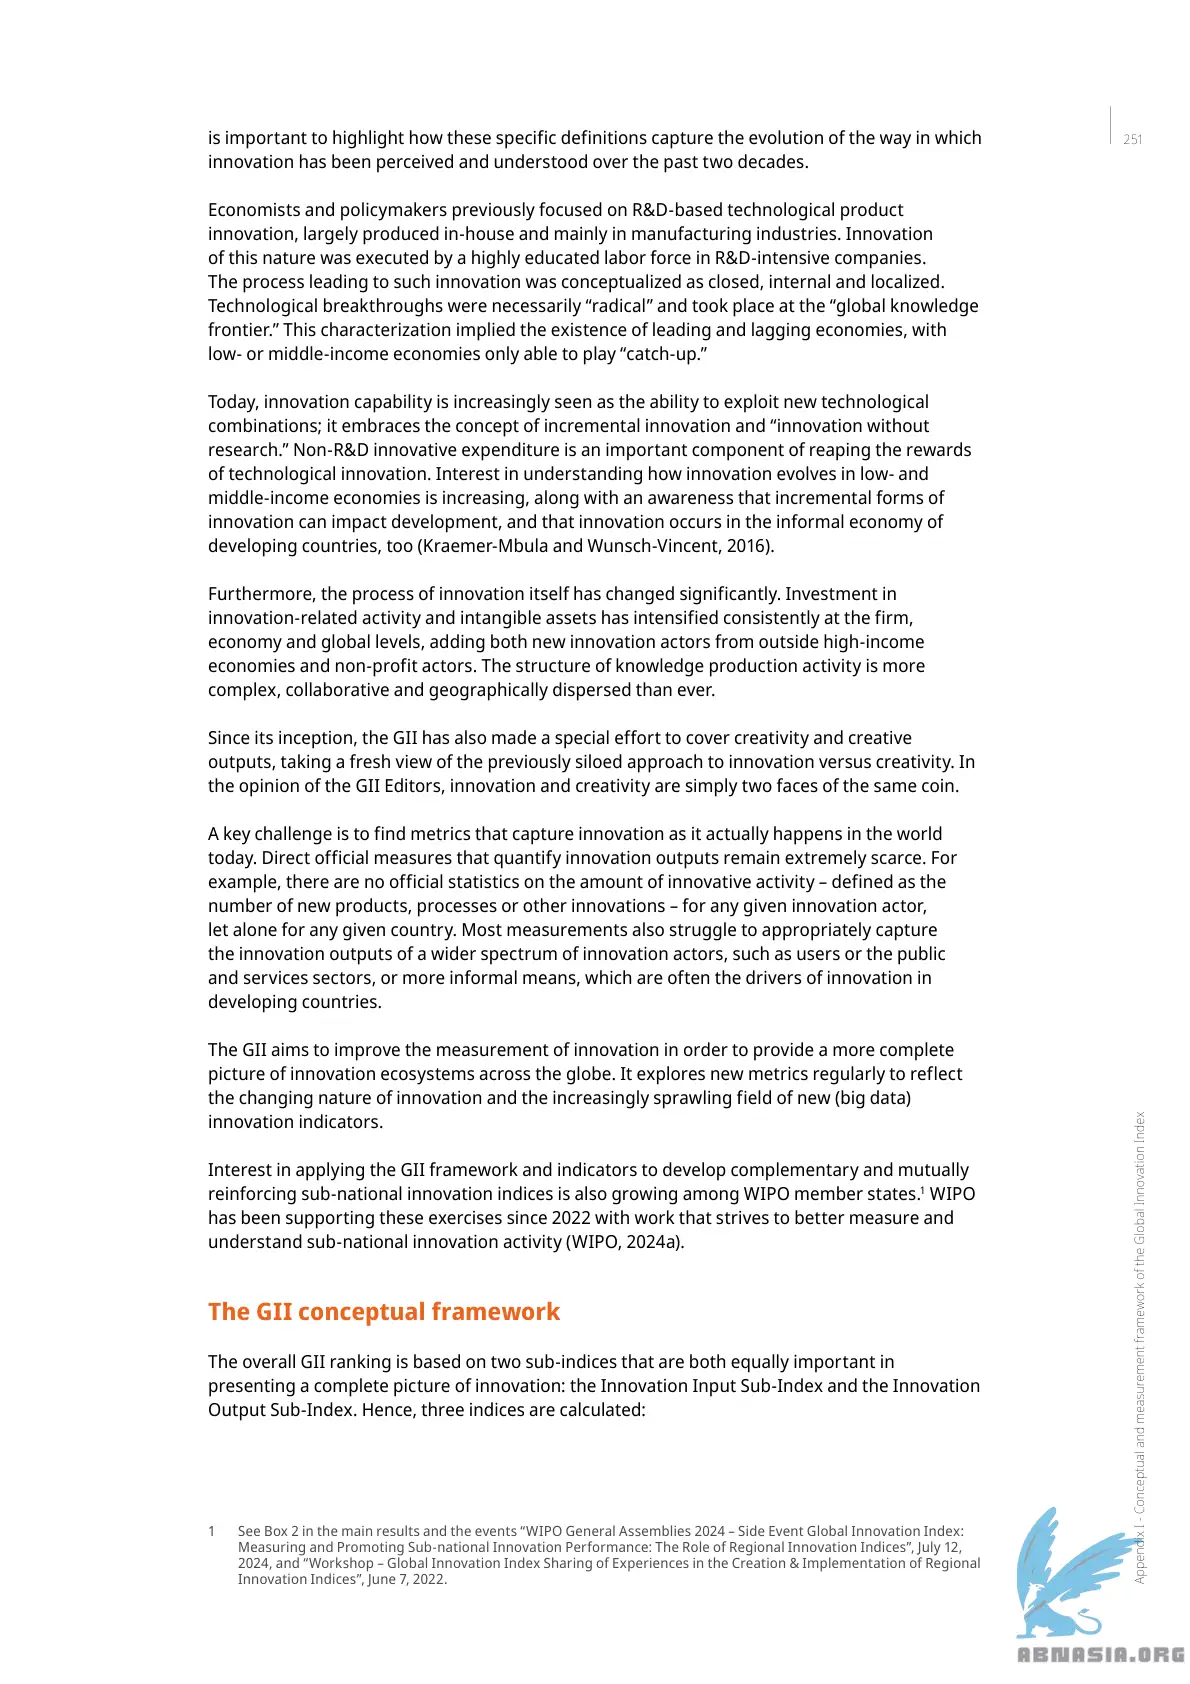 251
is important to highlight how these specific definitions capture the evolution of the way in which
innovation has been perceived and understood over the past two decades.
Economists and policymakers previously focused on R&D-based technological product
innovation, largely produced in-house and mainly in manufacturing industries. Innovation
of this nature was executed by a highly educated labor force in R&D-intensive companies.
The process leading to such innovation was conceptualized as closed, internal and localized.
Technological breakthroughs were necessarily “radical” and took place at the “global knowledge
frontier.” This characterization implied the existence of leading and lagging economies, with
low- or middle-income economies only able to play “catch-up.”
Today, innovation capability is increasingly seen as the ability to exploit new technological
combinations; it embraces the concept of incremental innovation and “innovation without
research.” Non-R&D innovative expenditure is an important component of reaping the rewards
of technological innovation. Interest in understanding how innovation evolves in low- and
middle-income economies is increasing, along with an awareness that incremental forms of
innovation can impact development, and that innovation occurs in the informal economy of
developing countries, too (Kraemer-Mbula and Wunsch-Vincent, 2016).
Furthermore, the process of innovation itself has changed significantly. Investment in
innovation-related activity and intangible assets has intensified consistently at the firm,
economy and global levels, adding both new innovation actors from outside high-income
economies and non-profit actors. The structure of knowledge production activity is more
complex, collaborative and geographically dispersed than ever.
Since its inception, the GII has also made a special effort to cover creativity and creative
outputs, taking a fresh view of the previously siloed approach to innovation versus creativity. In
the opinion of the GII Editors, innovation and creativity are simply two faces of the same coin.
A key challenge is to find metrics that capture innovation as it actually happens in the world
today. Direct official measures that quantify innovation outputs remain extremely scarce. For
example, there are no official statistics on the amount of innovative activity – defined as the
number of new products, processes or other innovations – for any given innovation actor,
let alone for any given country. Most measurements also struggle to appropriately capture
the innovation outputs of a wider spectrum of innovation actors, such as users or the public
and services sectors, or more informal means, which are often the drivers of innovation in
developing countries.
The GII aims to improve the measurement of innovation in order to provide a more complete
picture of innovation ecosystems across the globe. It explores new metrics regularly to reflect
the changing nature of innovation and the increasingly sprawling field of new (big data)
innovation indicators.
Interest in applying the GII framework and indicators to develop complementary and mutually
reinforcing sub-national innovation indices is also growing among WIPO member states.¹ WIPO
has been supporting these exercises since 2022 with work that strives to better measure and
understand sub-national innovation activity (WIPO, 2024a).
The GII conceptual framework
The overall GII ranking is based on two sub-indices that are both equally important in
presenting a complete picture of innovation: the Innovation Input Sub-Index and the Innovation
Output Sub-Index. Hence, three indices are calculated:
1 See Box 2 in the main results and the events “WIPO General Assemblies 2024 – Side Event Global Innovation Index:
Measuring and Promoting Sub-national Innovation Performance: The Role of Regional Innovation Indices”, July 12,
2024, and “Workshop – Global Innovation Index Sharing of Experiences in the Creation & Implementation of Regional
Innovation Indices”, June 7, 2022.
Appendix I - Conceptual and measurement framework of the Global Innovation Index
ABNASIA.ORG